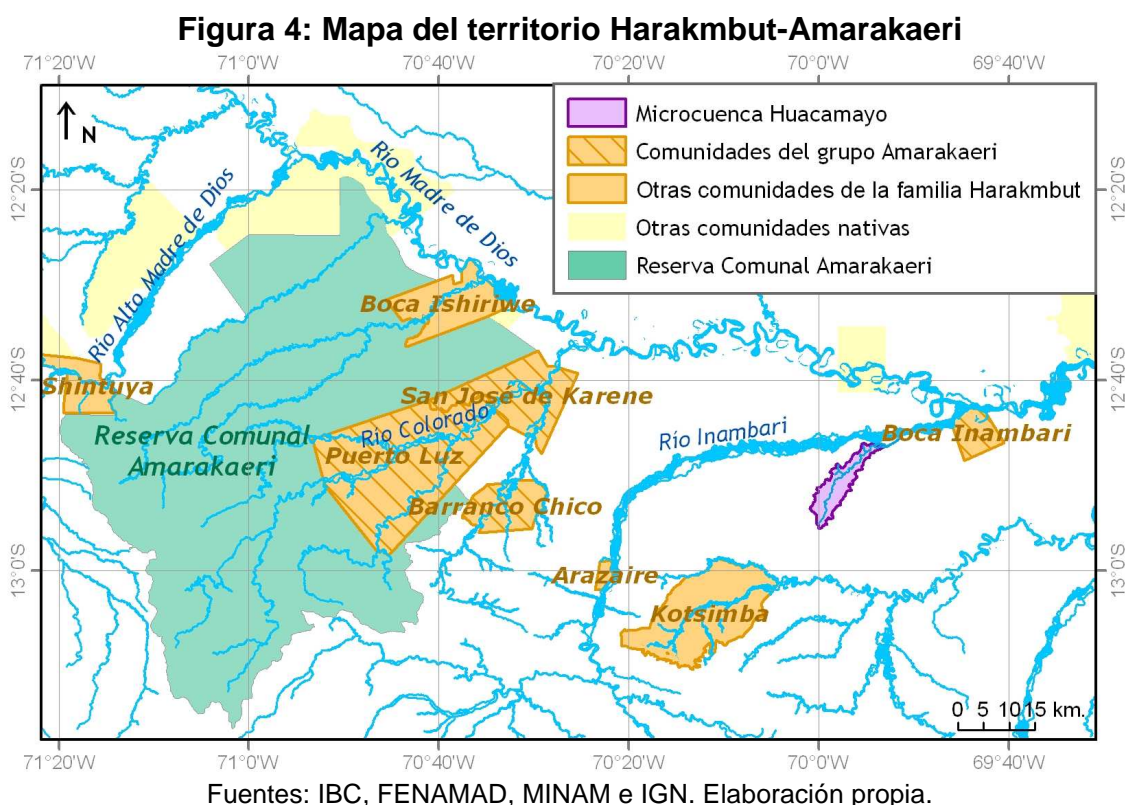 Figura 4: Mapa del territorio Harakmbut-Amarakaeri
71°20'W 71°0'W 70°40'W 70°20'W 70°0'W 69°40'W
N
Microcuenca Huacamayo
Comunidades del grupo Amarakaeri
Otras comunidades de la familia Harakmbut
Otras comunidades nativas
Reserva Comunal Amarakaeri
12°20'S
12°20'S
Río Madre de Dios
Río Alto Madre de Dios
Boca Ishiriwe
12°40'S
12°40'S
Shintuya
San José de Karene
Río Colorado
Reserva Comunal
Amarakaeri
Puerto Luz
Río Inambari
Boca Inambari
Barranco Chico
13°0'S
13°0'S
Arazaire
Kotsimba
0 5 10 15 km.
71°20'W 71°0'W 70°40'W 70°20'W 70°0'W 69°40'W
Fuentes: IBC, FENAMAD, MINAM e IGN. Elaboración propia.